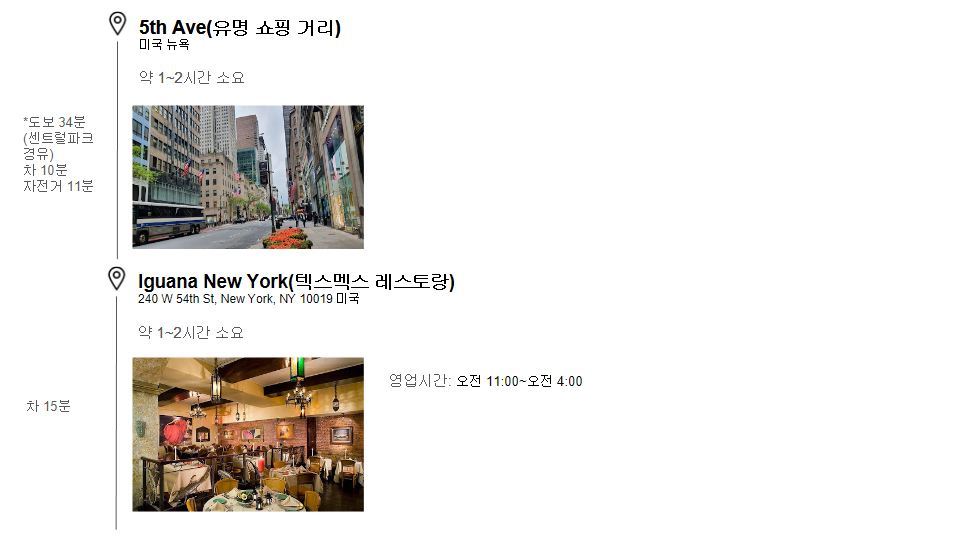 5th Ave(유명 쇼핑 거리)
미국 뉴욕
약 1~2시간 소요
*도보 34분
(센트럴파크
경유)
차 10분
자전거 11분
Iguana New York(텍스멕스 레스토랑)
240 W 54th St, New York, NY 10019 미국
약 1~2시간 소요
영업시간: 오전 11:00~오전 4:00
차 15분